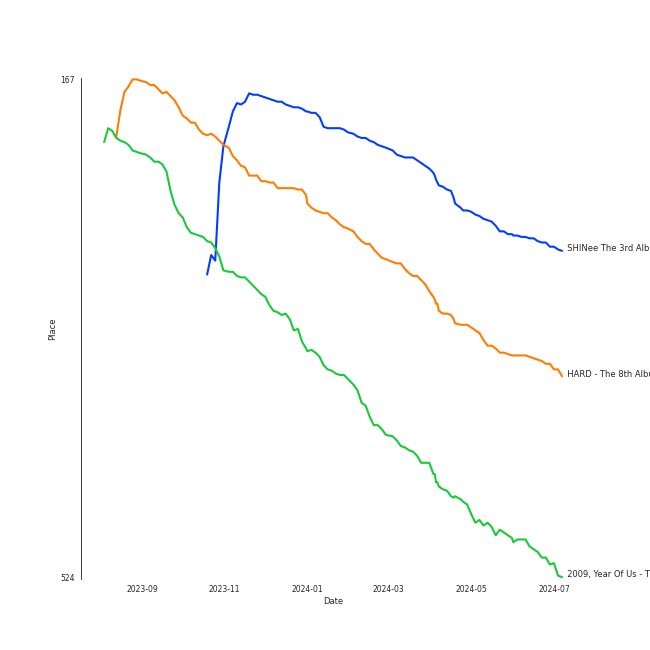 167
SHINee The 3rd Alb
HARD - The 8th Albu
2009, Year Of Us - T
524
Place
2023-09
2023-11
2024-01
2024-03
2024-05
2024-07
Date